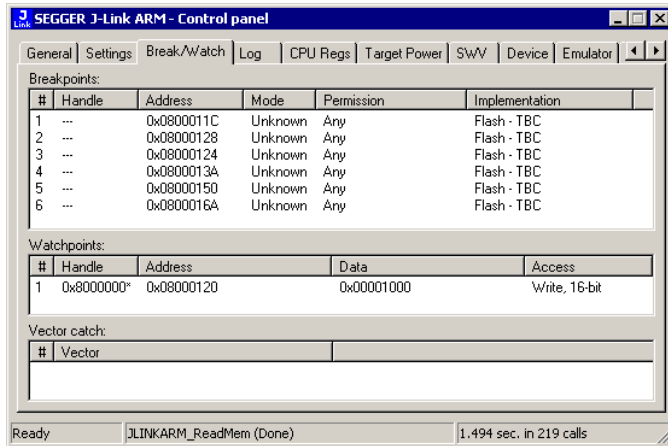 J Link SEGGER J-Link ARM - Control panel
General Settings Break/Watch Log CPU Regs Target Power SWV Device Emulator
Breakpoints:
# Handle Address Mode Permission Implementation
1 --- 0x0800011C Unknown Any Flash - TBC
2 --- 0x08000128 Unknown Any Flash - TBC
3 --- 0x08000124 Unknown Any Flash - TBC
4 --- 0x0800013A Unknown Any Flash - TBC
5 --- 0x08000150 Unknown Any Flash - TBC
6 --- 0x0800016A Unknown Any Flash - TBC
Watchpoints:
# Handle Address Data Access
1 0x8000000* 0x08000120 0x00001000 Write, 16-bit
Vector catch:
# Vector
Ready JLINKARM_ReadMem (Done) 1.494 sec. in 219 calls